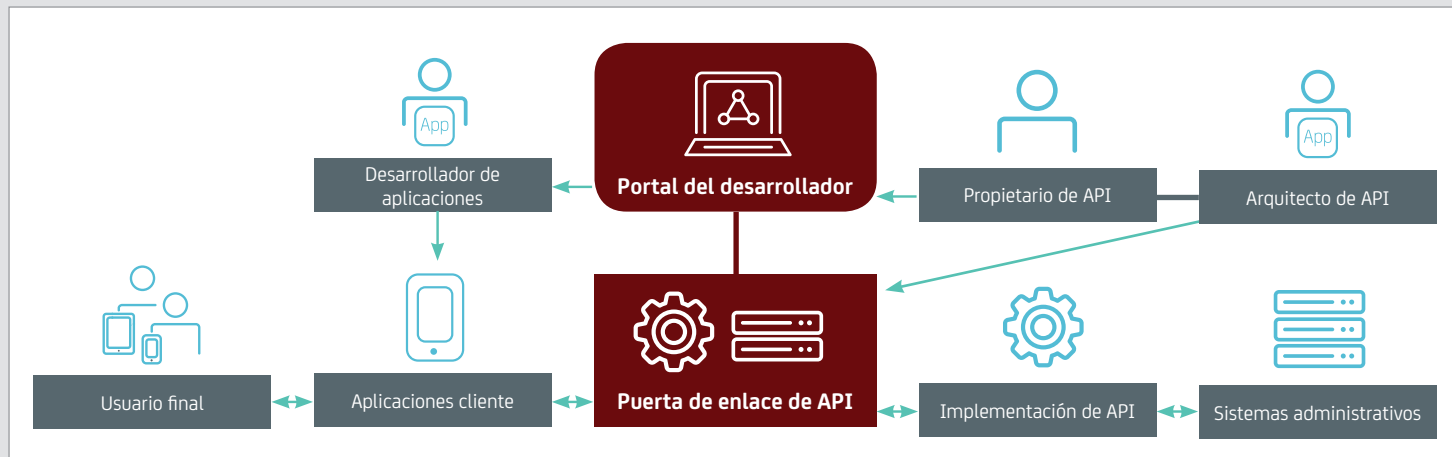 App
App
Desarrollador de
aplicaciones
Portal del desarrollador
Propietario de API
Arquitecto de API
Usuario final
Aplicaciones cliente
Puerta de enlace de API
Implementación de API
Sistemas administrativos